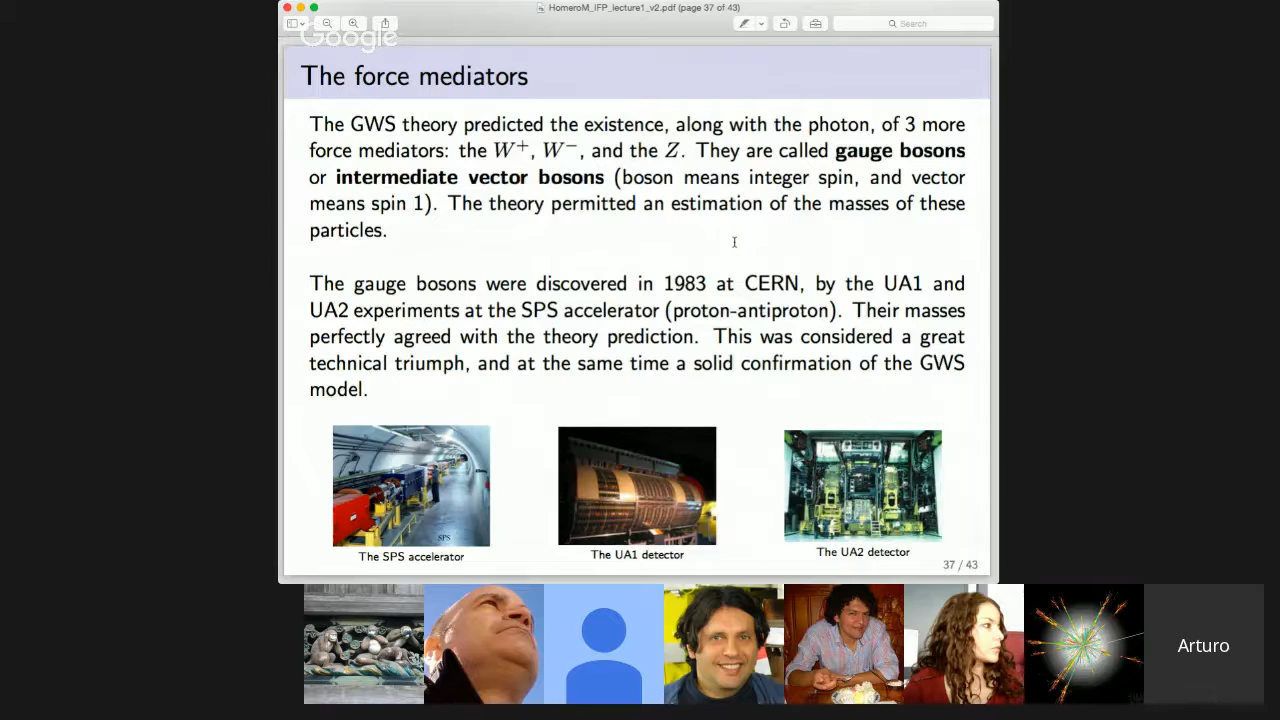 HomeroM_IFP_lecture1_v2.pdf (page 37 of 43)
Search
Google
The force mediators
The GWS theory predicted the existence, along with the photon, of 3 more
force mediators: the W⁺, W⁻, and the Z. They are called gauge bosons
or intermediate vector bosons (boson means integer spin, and vector
means spin 1). The theory permitted an estimation of the masses of these
particles.
The gauge bosons were discovered in 1983 at CERN, by the UA1 and
UA2 experiments at the SPS accelerator (proton-antiproton). Their masses
perfectly agreed with the theory prediction. This was considered a great
technical triumph, and at the same time a solid confirmation of the GWS
model.
SPS
The SPS accelerator
The UA1 detector
The UA2 detector
37 / 43
Arturo